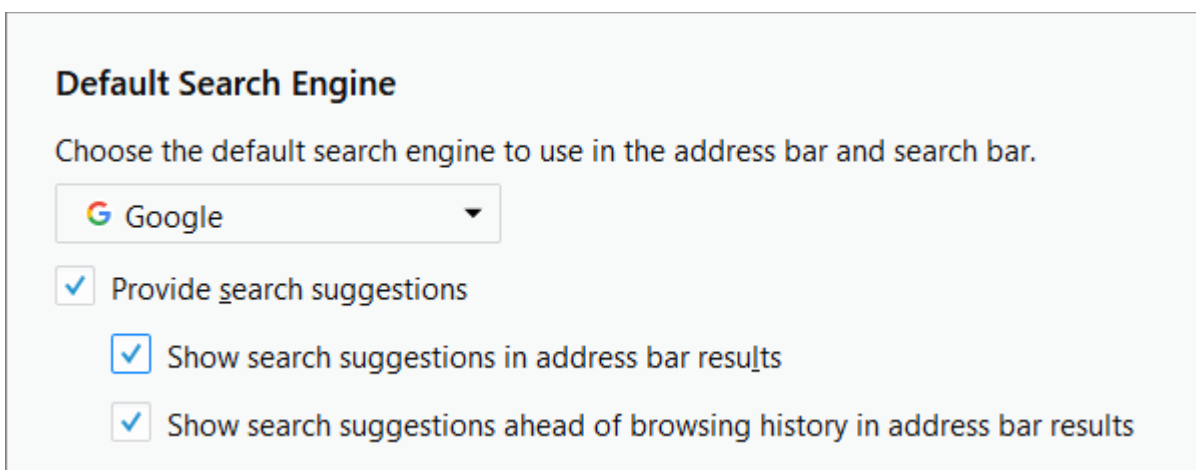 Default Search Engine
Choose the default search engine to use in the address bar and search bar.
Google
Provide search suggestions
Show search suggestions in address bar results
Show search suggestions ahead of browsing history in address bar results